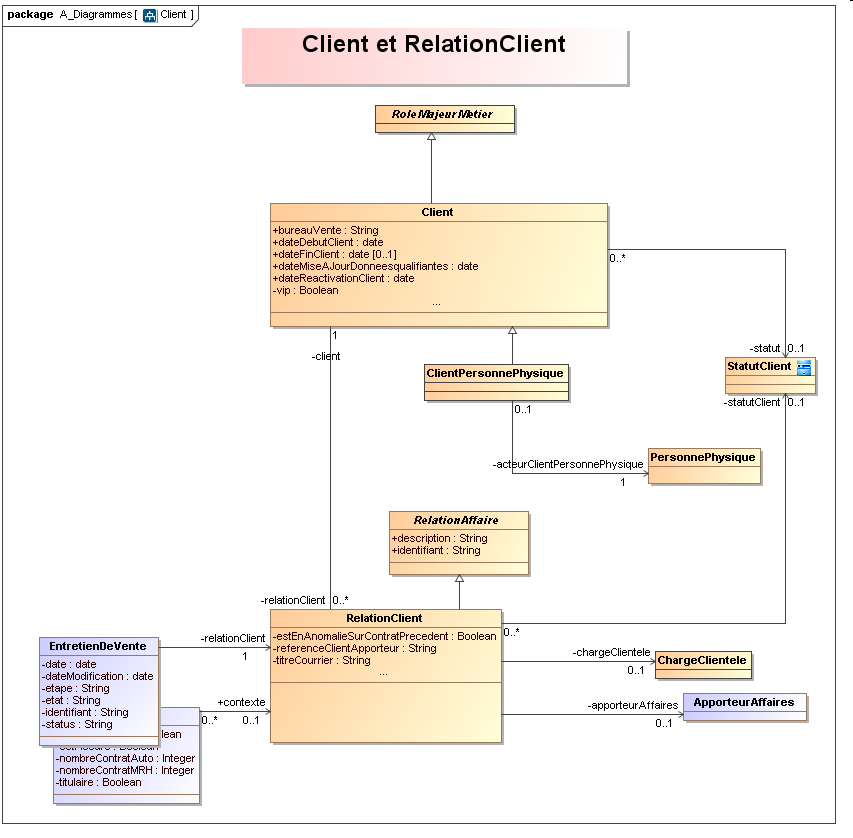 package A_Diagrammes [ Client ]
Client et RelationClient
RoleMajeurMetier
Client
+bureauVente : String
+dateDebutClient : date
+dateFinClient : date [0..1]
+dateMiseAJourDonneesqualifiantes : date
+dateReactivationClient : date
-vip : Boolean
...
0..*
1
-client
-statut 0..1
StatutClient
-statutClient 0..1
ClientPersonnePhysique
0..1
-acteurClientPersonnePhysique
1
PersonnePhysique
RelationAffaire
+description : String
+identifiant : String
-relationClient 0..*
RelationClient
-estEnAnomalieSurContratPrecedent : Boolean
-referenceClientApporteur : String
-titreCourrier : String
...
0..*
-chargeClientele
0..1
ChargeClientele
-apporteurAffaires
0..1
ApporteurAffaires
EntretienDeVente
-date : date
-dateModification : date
-etape : String
-etat : String
-identifiant : String
-status : String
-relationClient
1
+contexte
0..* 0..1
-nombreContratAuto : Integer
-nombreContratMRH : Integer
-titulaire : Boolean